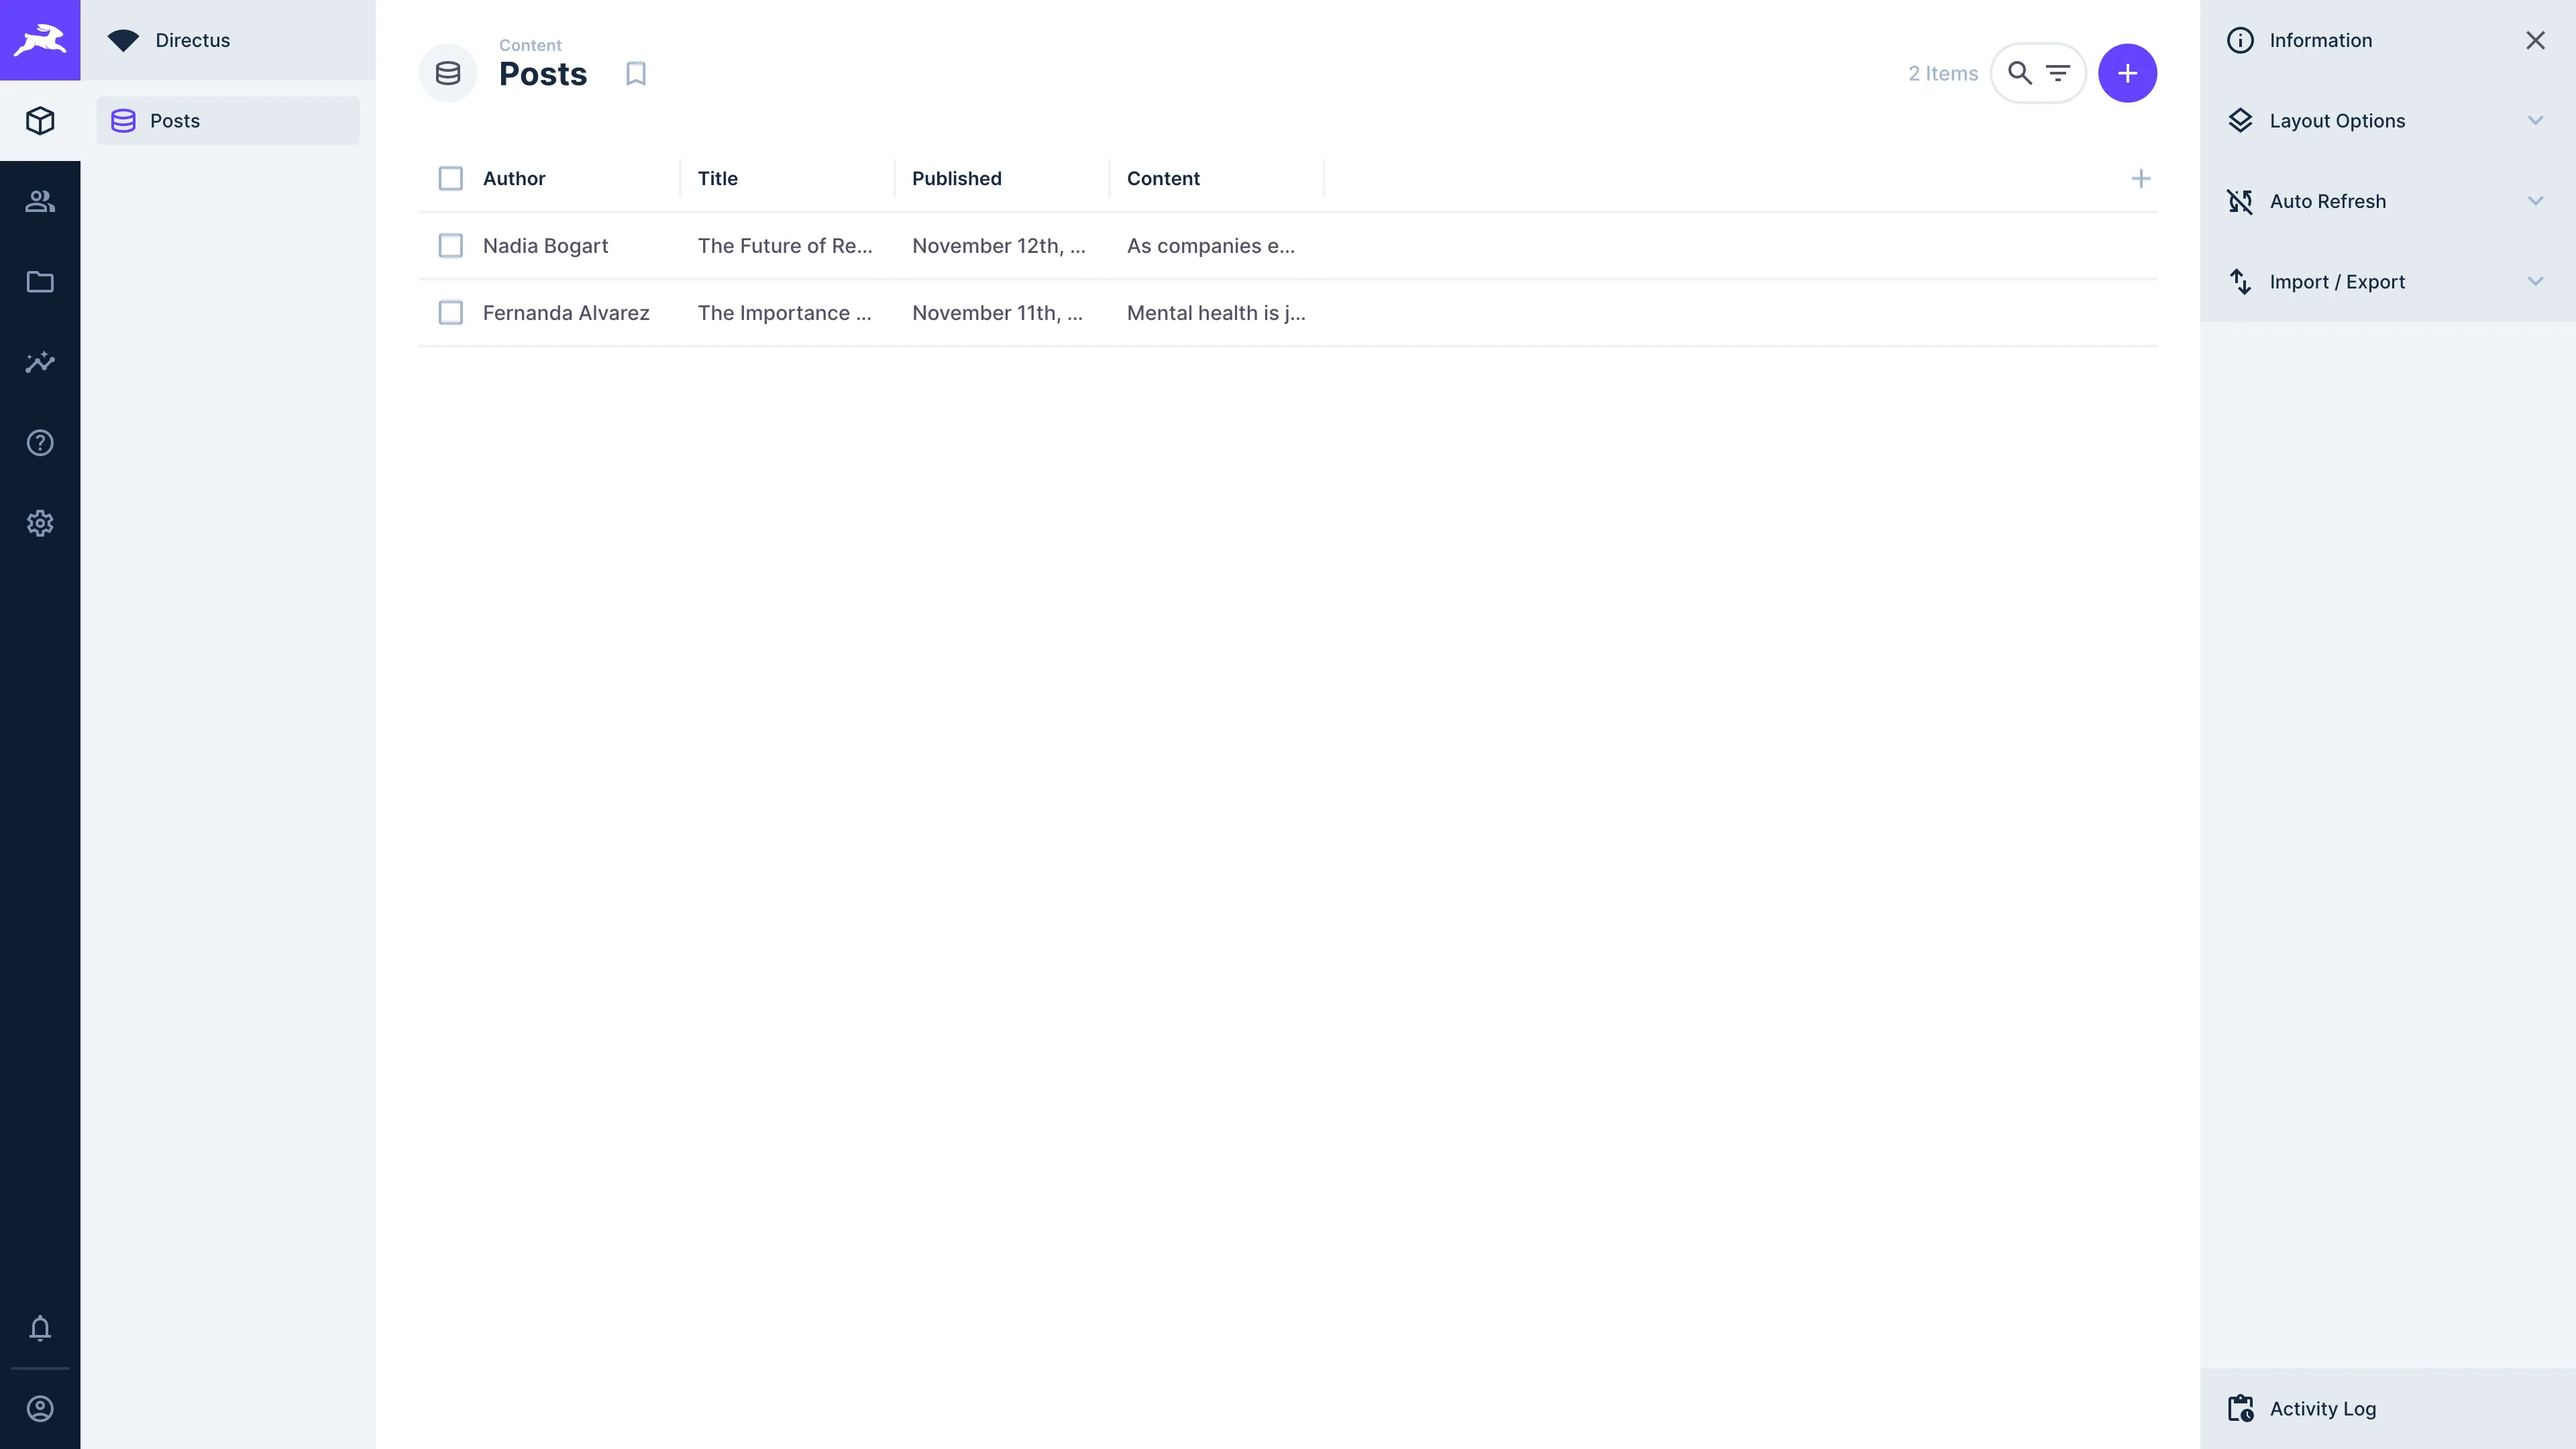 Directus
Posts
Content
Posts
2 Items
Author Title Published Content
Nadia Bogart The Future of Re... November 12th, ... As companies e...
Fernanda Alvarez The Importance ... November 11th, ... Mental health is j...
Information
Layout Options
Auto Refresh
Import / Export
Activity Log